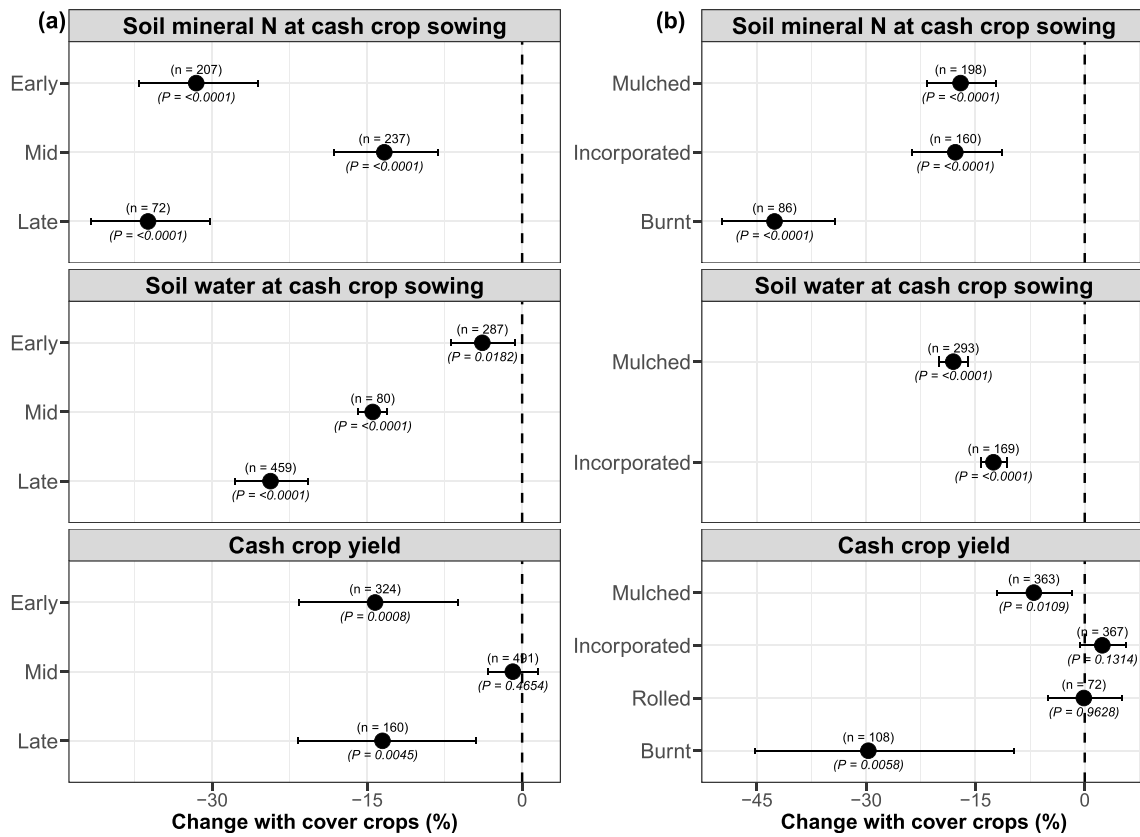 (a)
Soil mineral N at cash crop sowing
Early
(n = 207)
(P = <0.0001)
Mid
(n = 237)
(P = <0.0001)
Late
(n = 72)
(P = <0.0001)
Soil water at cash crop sowing
Early
(n = 287)
(P = 0.0182)
Mid
(n = 80)
(P = <0.0001)
Late
(n = 459)
(P = <0.0001)
Cash crop yield
Early
(n = 324)
(P = 0.0008)
Mid
(n = 491)
(P = 0.4654)
Late
(n = 160)
(P = 0.0045)
−30
−15
0
Change with cover crops (%)
(b)
Soil mineral N at cash crop sowing
Mulched
(n = 198)
(P = <0.0001)
Incorporated
(n = 160)
(P = <0.0001)
Burnt
(n = 86)
(P = <0.0001)
Soil water at cash crop sowing
Mulched
(n = 293)
(P = <0.0001)
Incorporated
(n = 169)
(P = <0.0001)
Cash crop yield
Mulched
(n = 363)
(P = 0.0109)
Incorporated
(n = 367)
(P = 0.1314)
Rolled
(n = 72)
(P = 0.9628)
Burnt
(n = 108)
(P = 0.0058)
−45
−30
−15
0
Change with cover crops (%)